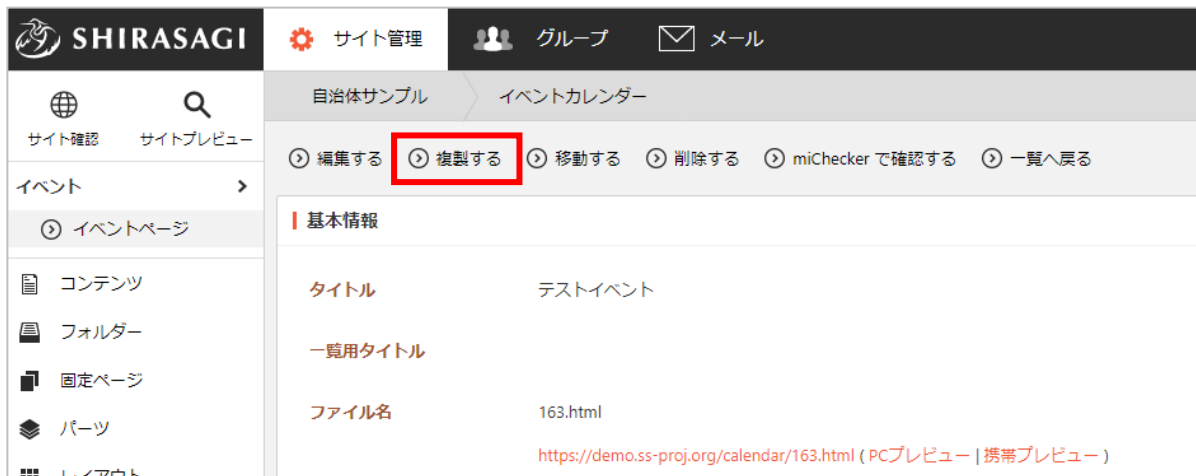 SHIRASAGI サイト管理 グループ メール
自治体サンプル イベントカレンダー
サイト確認 サイトプレビュー
編集する 複製する 移動する 削除する miChecker で確認する 一覧へ戻る
イベント
イベントページ
コンテンツ
フォルダー
固定ページ
パーツ
レイアウト
基本情報
タイトル テストイベント
一覧用タイトル
ファイル名 163.html
https://demo.ss-proj.org/calendar/163.html ( PCプレビュー | 携帯プレビュー )